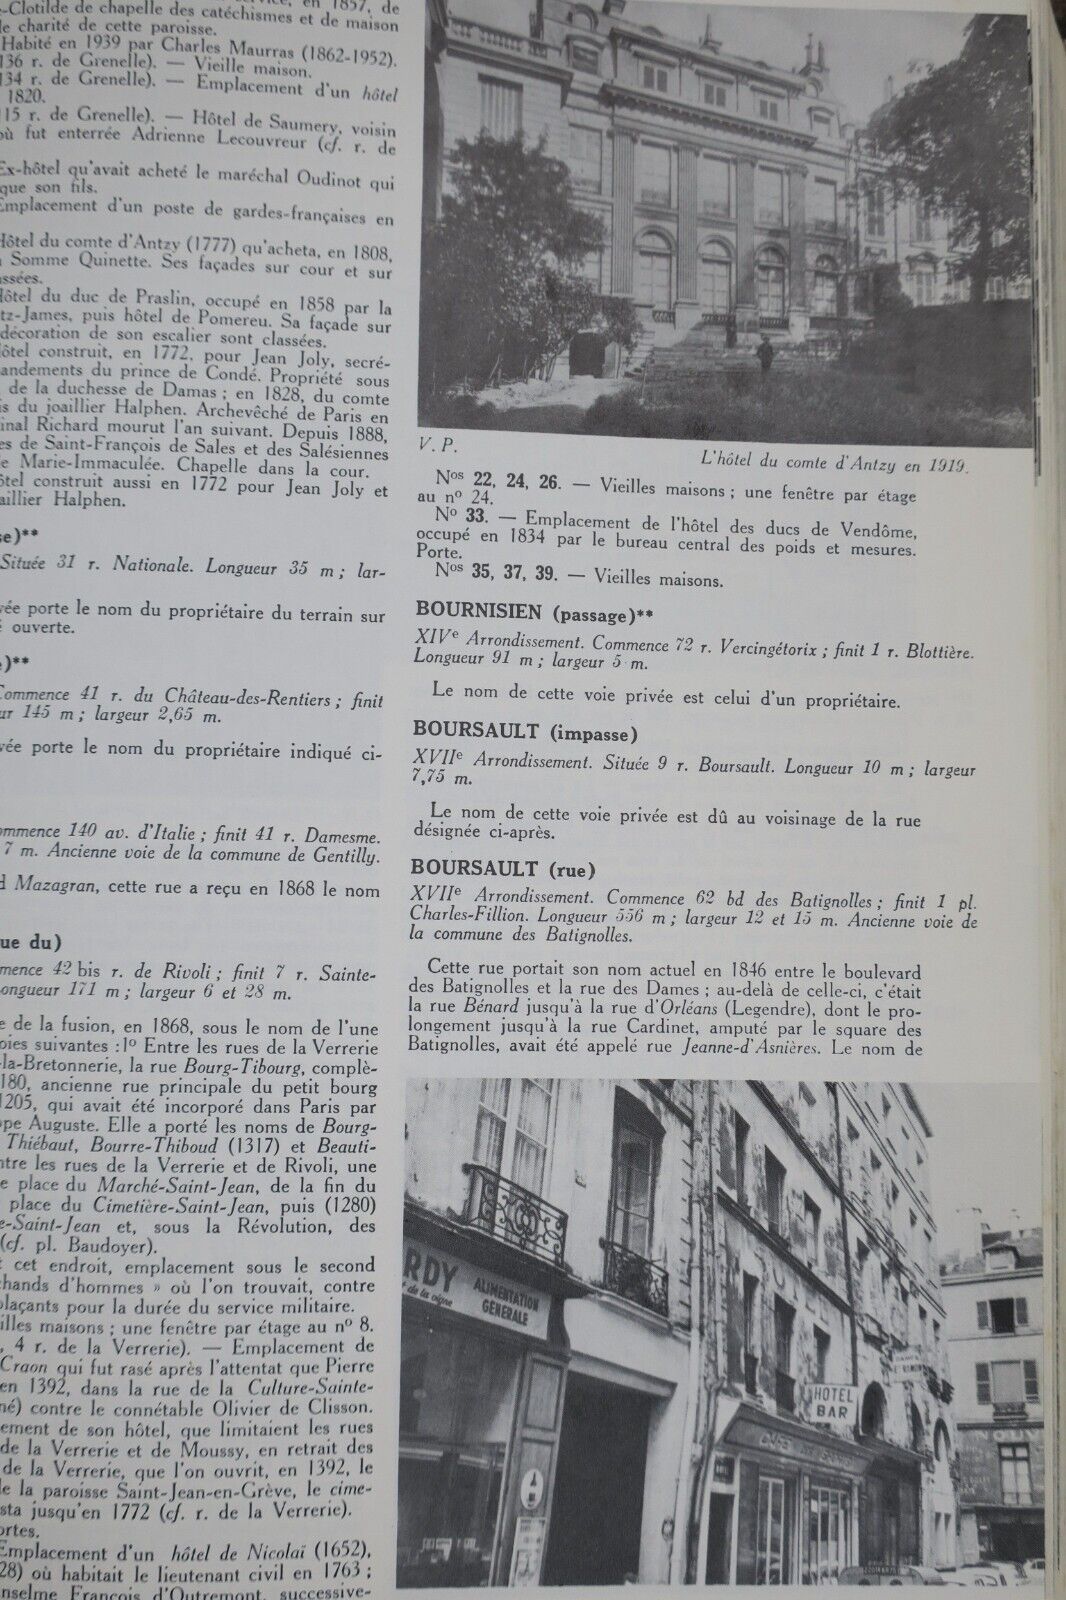 -Clotilde de chapelle des catéchismes et de maison
de charité de cette paroisse.
Habité en 1939 par Charles Maurras (1862-1952).
136 r. de Grenelle). — Vieille maison.
134 r. de Grenelle). — Emplacement d'un hôtel
1820.
115 r. de Grenelle). — Hôtel de Saumery, voisin
où fut enterrée Adrienne Lecouvreur (cf. r. de
Ex-hôtel qu'avait acheté le maréchal Oudinot qui
que son fils.
Emplacement d'un poste de gardes-françaises en
Hôtel du comte d'Antzy (1777) qu'acheta, en 1808,
Somme Quinette. Ses façades sur cour et sur
ssées.
Hôtel du duc de Praslin, occupé en 1858 par la
tz-James, puis hôtel de Pomereu. Sa façade sur
décoration de son escalier sont classées.
ôtel construit, en 1772, pour Jean Joly, secré-
andements du prince de Condé. Propriété sous
de la duchesse de Damas ; en 1828, du comte
is du joaillier Halphen. Archevêché de Paris en
inal Richard mourut l'an suivant. Depuis 1888,
es de Saint-François de Sales et des Salésiennes
e Marie-Immaculée. Chapelle dans la cour.
ôtel construit aussi en 1772 pour Jean Joly et
aillier Halphen.
se)**
Située 31 r. Nationale. Longueur 35 m ; lar-
vée porte le nom du propriétaire du terrain sur
é ouverte.
)**
Commence 41 r. du Château-des-Rentiers ; finit
ur 145 m ; largeur 2,65 m.
vée porte le nom du propriétaire indiqué ci-
ommence 140 av. d'Italie ; finit 41 r. Damesme.
7 m. Ancienne voie de la commune de Gentilly.
d Mazagran, cette rue a reçu en 1868 le nom
ue du)
mence 42 bis r. de Rivoli ; finit 7 r. Sainte-
ongueur 171 m ; largeur 6 et 28 m.
e de la fusion, en 1868, sous le nom de l'une
oies suivantes : 1º Entre les rues de la Verrerie
-la-Bretonnerie, la rue Bourg-Tibourg, complè-
180, ancienne rue principale du petit bourg
1205, qui avait été incorporé dans Paris par
pe Auguste. Elle a porté les noms de Bourg-
Thiébaut, Bourre-Thiboud (1317) et Beauti-
ntre les rues de la Verrerie et de Rivoli, une
e place du Marché-Saint-Jean, de la fin du
place du Cimetière-Saint-Jean, puis (1280)
e-Saint-Jean et, sous la Révolution, des
(cf. pl. Baudoyer).
cet endroit, emplacement sous le second
chands d'hommes » où l'on trouvait, contre
plaçants pour la durée du service militaire.
illes maisons ; une fenêtre par étage au nº 8.
, 4 r. de la Verrerie). — Emplacement de
Craon qui fut rasé après l'attentat que Pierre
en 1392, dans la rue de la Culture-Sainte-
né) contre le connétable Olivier de Clisson.
ement de son hôtel, que limitaient les rues
de la Verrerie et de Moussy, en retrait des
de la Verrerie, que l'on ouvrit, en 1392, le
e la paroisse Saint-Jean-en-Grève, le cime-
sta jusqu'en 1772 (cf. r. de la Verrerie).
ortes.
Emplacement d'un hôtel de Nicolaï (1652),
28) où habitait le lieutenant civil en 1763 ;
nselme François d'Outremont, successive-
V. P.
L'hôtel du comte d'Antzy en 1919.
Nos 22, 24, 26. — Vieilles maisons ; une fenêtre par étage
au nº 24.
Nº 33. — Emplacement de l'hôtel des ducs de Vendôme,
occupé en 1834 par le bureau central des poids et mesures.
Porte.
Nos 35, 37, 39. — Vieilles maisons.
BOURNISIEN (passage)**
XIVe Arrondissement. Commence 72 r. Vercingétorix ; finit 1 r. Blottière.
Longueur 91 m ; largeur 5 m.
Le nom de cette voie privée est celui d'un propriétaire.
BOURSAULT (impasse)
XVIIe Arrondissement. Située 9 r. Boursault. Longueur 10 m ; largeur
7,75 m.
Le nom de cette voie privée est dû au voisinage de la rue
désignée ci-après.
BOURSAULT (rue)
XVIIe Arrondissement. Commence 62 bd des Batignolles ; finit 1 pl.
Charles-Fillion. Longueur 556 m ; largeur 12 et 15 m. Ancienne voie de
la commune des Batignolles.
Cette rue portait son nom actuel en 1846 entre le boulevard
des Batignolles et la rue des Dames ; au-delà de celle-ci, c'était
la rue Bénard jusqu'à la rue d'Orléans (Legendre), dont le pro-
longement jusqu'à la rue Cardinet, amputé par le square des
Batignolles, avait été appelé rue Jeanne-d'Asnières. Le nom de
RDY
de la vigne
ALIMENTATION
GENERALE
HOTEL
BAR